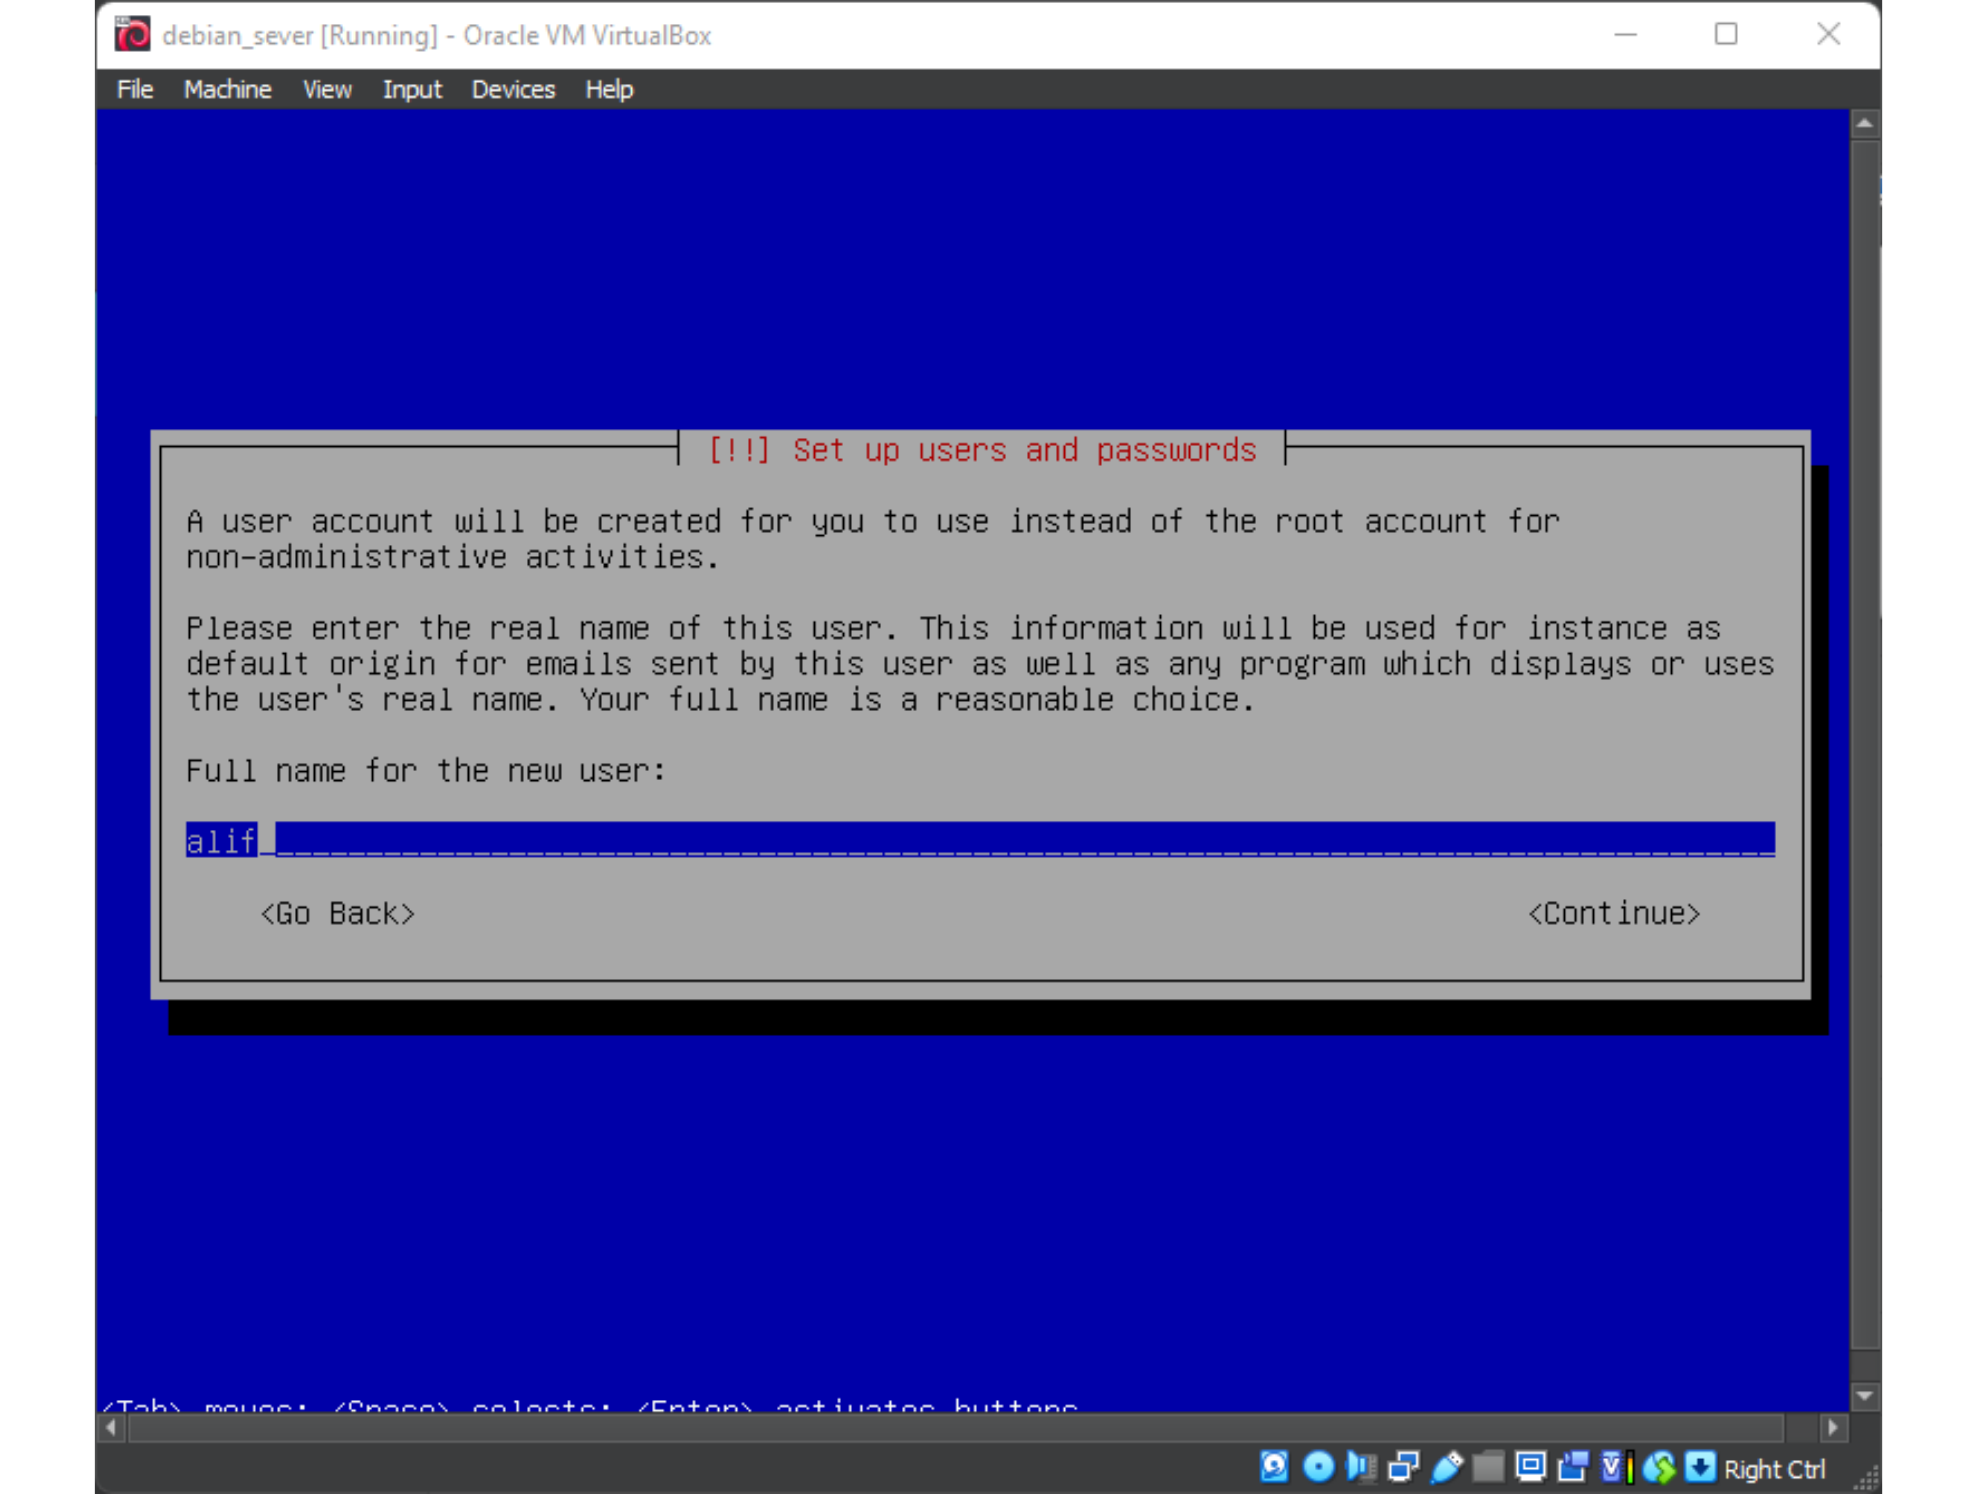 debian_sever [Running] - Oracle VM VirtualBox
File Machine View Input Devices Help
[!!] Set up users and passwords
A user account will be created for you to use instead of the root account for
non-administrative activities.
Please enter the real name of this user. This information will be used for instance as
default origin for emails sent by this user as well as any program which displays or uses
the user's real name. Your full name is a reasonable choice.
Full name for the new user:
alif
<Go Back> <Continue>
<Tab> moves; <Space> selects; <Enter> activates buttons
Right Ctrl